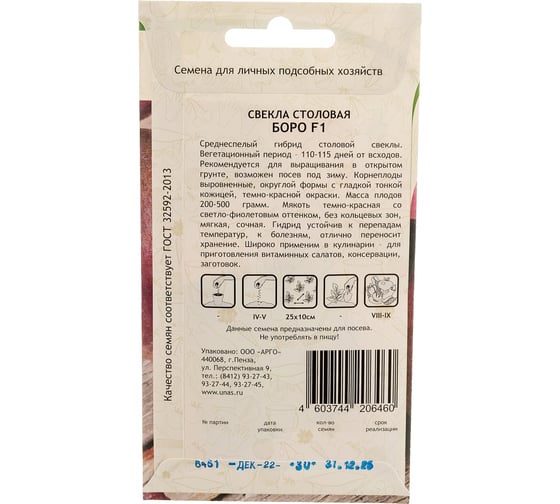 Семена для личных подсобных хозяйств
СВЕКЛА СТОЛОВАЯ
БОРО F1
Среднеспелый гибрид столовой свеклы.
Вегетационный период - 110-115 дней от всходов.
Рекомендуется для выращивания в открытом
грунте, возможен посев под зиму. Корнеплоды
выровненные, округлой формы с гладкой тонкой
кожицей, темно-красной окраски. Масса плодов
200-500 грамм. Мякоть темно-красная со
светло-фиолетовым оттенком, без кольцевых зон,
мягкая, сочная. Гидрид устойчив к перепадам
температур, к болезням, отлично переносит
хранение. Широко применим в кулинарии - для
приготовления витаминных салатов, консервации,
заготовок.
- IV-V 25x10см - VIII-IX
Данные семена предназначены для посева.
Не употреблять в пищу!
Упаковано: ООО «АРГО»
440068, г.Пенза,
ул. Перспективная 9,
тел.: (8412) 93-27-43,
93-27-44, 93-27-45,
www.unas.ru
4 603744 206460
№ партии дата упаковки. кол-во семян срок реализации
В461 -ДЕК-22- *3U* 31.12.25
Качество семян соответствует ГОСТ 32592-2013